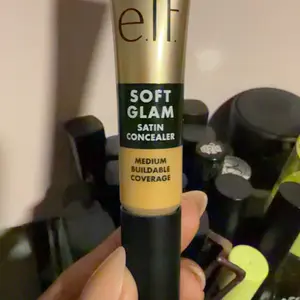 e.l.f.
SOFT
GLAM
SATIN
CONCEALER
MEDIUM
BUILDABLE
COVERAGE